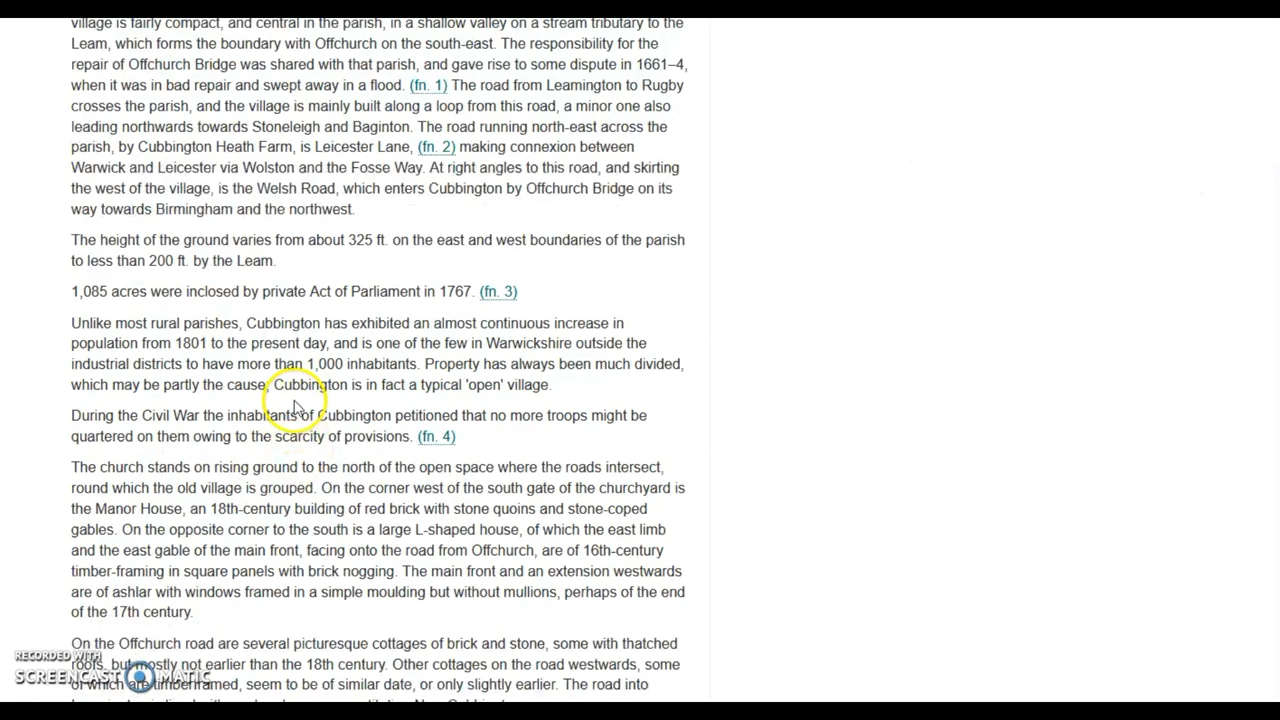 village is fairly compact, and central in the parish, in a shallow valley on a stream tributary to the
Leam, which forms the boundary with Offchurch on the south-east. The responsibility for the
repair of Offchurch Bridge was shared with that parish, and gave rise to some dispute in 1661–4,
when it was in bad repair and swept away in a flood. (fn. 1) The road from Leamington to Rugby
crosses the parish, and the village is mainly built along a loop from this road, a minor one also
leading northwards towards Stoneleigh and Baginton. The road running north-east across the
parish, by Cubbington Heath Farm, is Leicester Lane, (fn. 2) making connexion between
Warwick and Leicester via Wolston and the Fosse Way. At right angles to this road, and skirting
the west of the village, is the Welsh Road, which enters Cubbington by Offchurch Bridge on its
way towards Birmingham and the northwest.
The height of the ground varies from about 325 ft. on the east and west boundaries of the parish
to less than 200 ft. by the Leam.
1,085 acres were inclosed by private Act of Parliament in 1767. (fn. 3)
Unlike most rural parishes, Cubbington has exhibited an almost continuous increase in
population from 1801 to the present day, and is one of the few in Warwickshire outside the
industrial districts to have more than 1,000 inhabitants. Property has always been much divided,
which may be partly the cause; Cubbington is in fact a typical 'open' village.
During the Civil War the inhabitants of Cubbington petitioned that no more troops might be
quartered on them owing to the scarcity of provisions. (fn. 4)
The church stands on rising ground to the north of the open space where the roads intersect,
round which the old village is grouped. On the corner west of the south gate of the churchyard is
the Manor House, an 18th-century building of red brick with stone quoins and stone-coped
gables. On the opposite corner to the south is a large L-shaped house, of which the east limb
and the east gable of the main front, facing onto the road from Offchurch, are of 16th-century
timber-framing in square panels with brick nogging. The main front and an extension westwards
are of ashlar with windows framed in a simple moulding but without mullions, perhaps of the end
of the 17th century.
On the Offchurch road are several picturesque cottages of brick and stone, some with thatched
roofs, but mostly not earlier than the 18th century. Other cottages on the road westwards, some
of which are timber-framed, seem to be of similar date, or only slightly earlier. The road into
RECORDED WITH
SCREENCAST MATIC